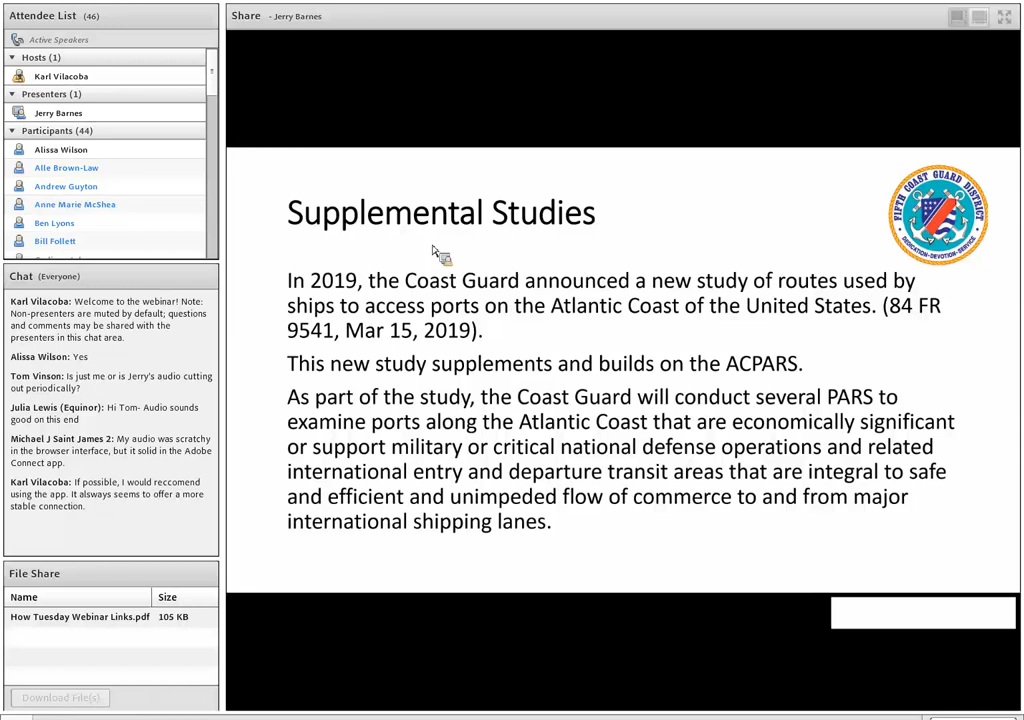 Attendee List (46)
Active Speakers
Hosts (1)
Karl Vilacoba
Presenters (1)
Jerry Barnes
Participants (44)
Alissa Wilson
Alle Brown-Law
Andrew Guyton
Anne Marie McShea
Ben Lyons
Bill Follett
Chat (Everyone)
Karl Vilacoba: Welcome to the webinar! Note:
Non-presenters are muted by default; questions
and comments may be shared with the
presenters in this chat area.
Alissa Wilson: Yes
Tom Vinson: Is just me or is Jerry's audio cutting
out periodically?
Julia Lewis (Equinor): Hi Tom- Audio sounds
good on this end
Michael J Saint James 2: My audio was scratchy
in the browser interface, but it solid in the Adobe
Connect app.
Karl Vilacoba: If possible, I would reccomend
using the app. It alsways seems to offer a more
stable connection.
File Share
Name Size
How Tuesday Webinar Links.pdf 105 KB
Download File(s)
Share - Jerry Barnes
Supplemental Studies
FIFTH COAST GUARD DISTRICT
DEDICATION-DEVOTION-SERVICE
In 2019, the Coast Guard announced a new study of routes used by
ships to access ports on the Atlantic Coast of the United States. (84 FR
9541, Mar 15, 2019).
This new study supplements and builds on the ACPARS.
As part of the study, the Coast Guard will conduct several PARS to
examine ports along the Atlantic Coast that are economically significant
or support military or critical national defense operations and related
international entry and departure transit areas that are integral to safe
and efficient and unimpeded flow of commerce to and from major
international shipping lanes.